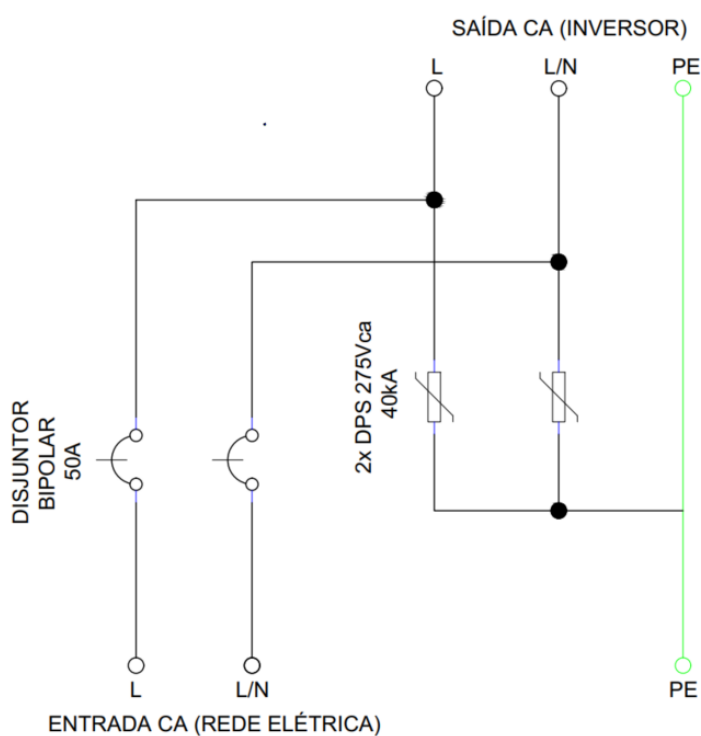 SAÍDA CA (INVERSOR)
L
L/N
PE
2x DPS 275Vca
40kA
DISJUNTOR
BIPOLAR
50A
L
L/N
PE
ENTRADA CA (REDE ELÉTRICA)